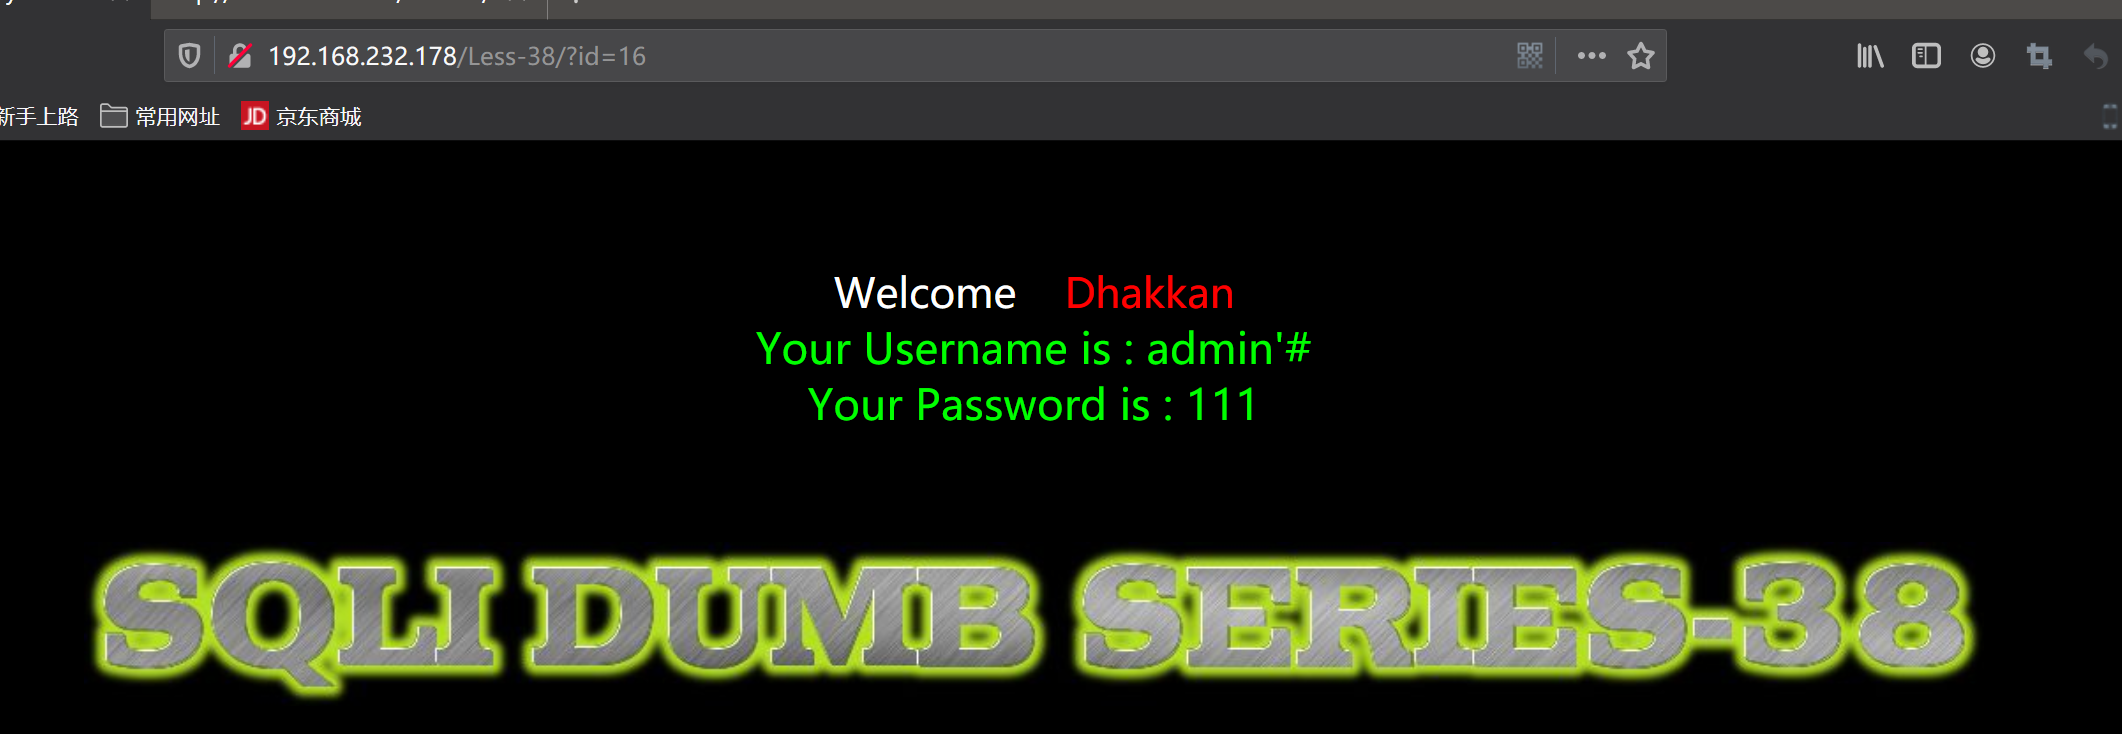 192.168.232.178/Less-38/?id=16
新手上路 常用网址 JD 京东商城
Welcome Dhakkan
Your Username is : admin'#
Your Password is : 111
SQLI DUMB SERIES-38